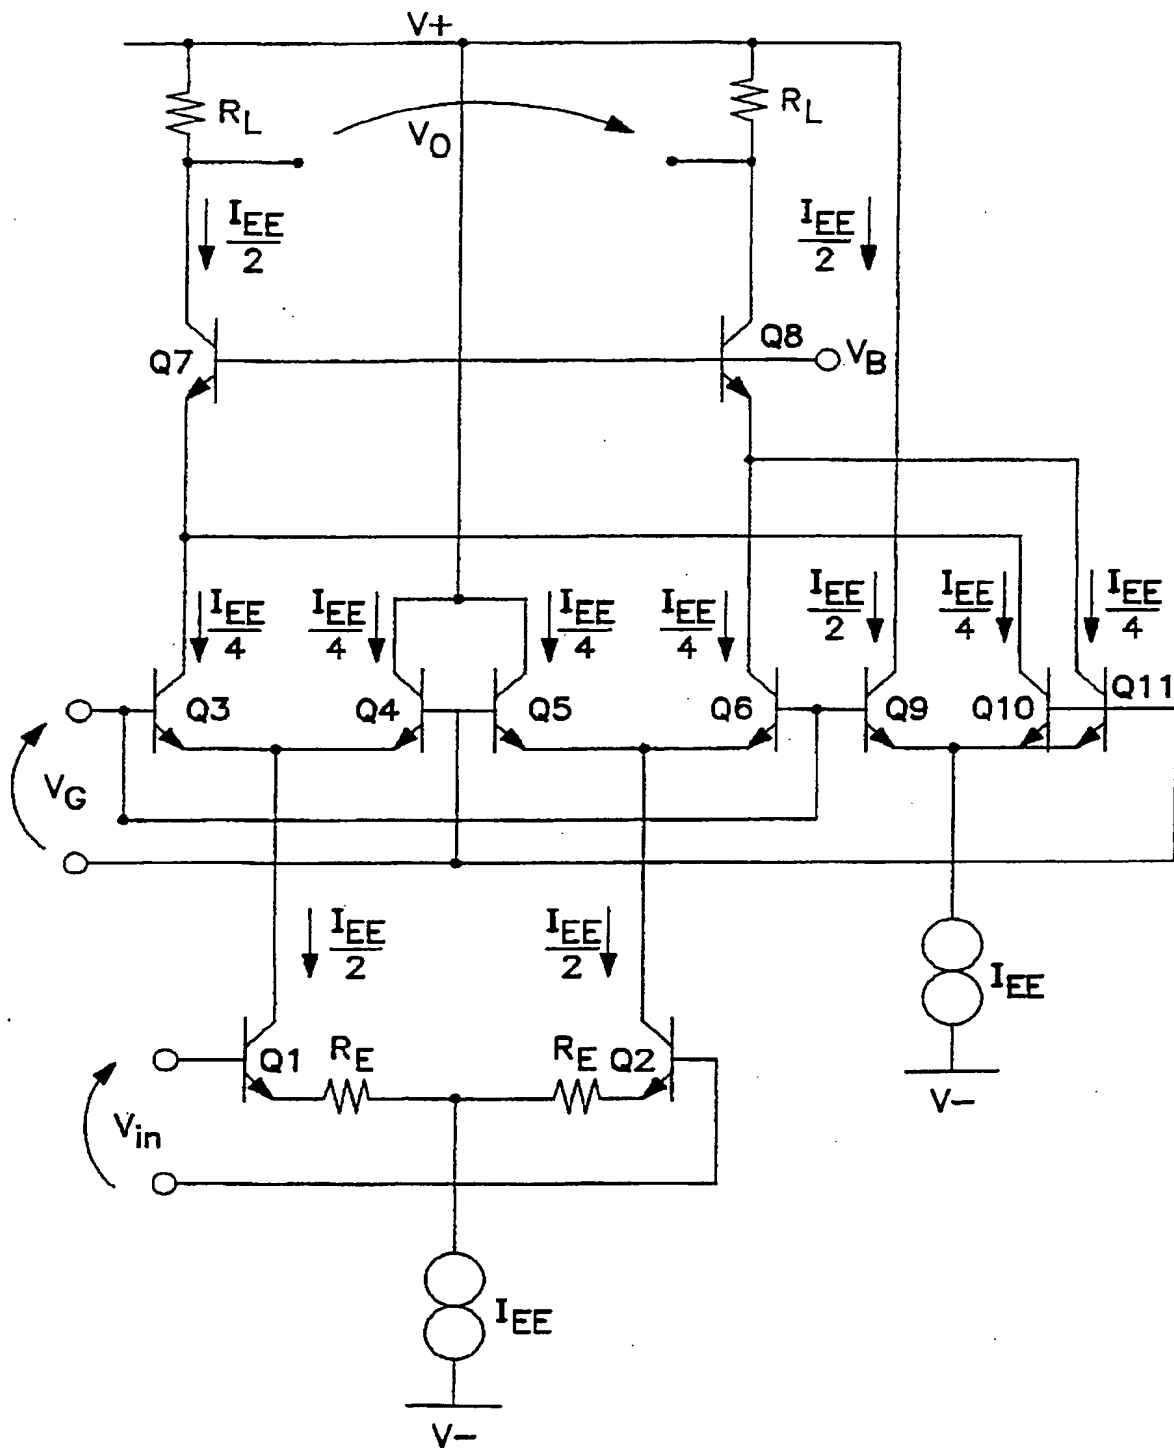 V+
R_L
R_L
V_O
I_EE/2
I_EE/2
Q7
Q8
V_B
I_EE/4
I_EE/4
I_EE/4
I_EE/4
I_EE/2
I_EE/4
I_EE/4
Q3
Q4
Q5
Q6
Q9
Q10
Q11
V_G
I_EE/2
I_EE/2
I_EE
Q1
R_E
R_E
Q2
V−
V_in
I_EE
V−